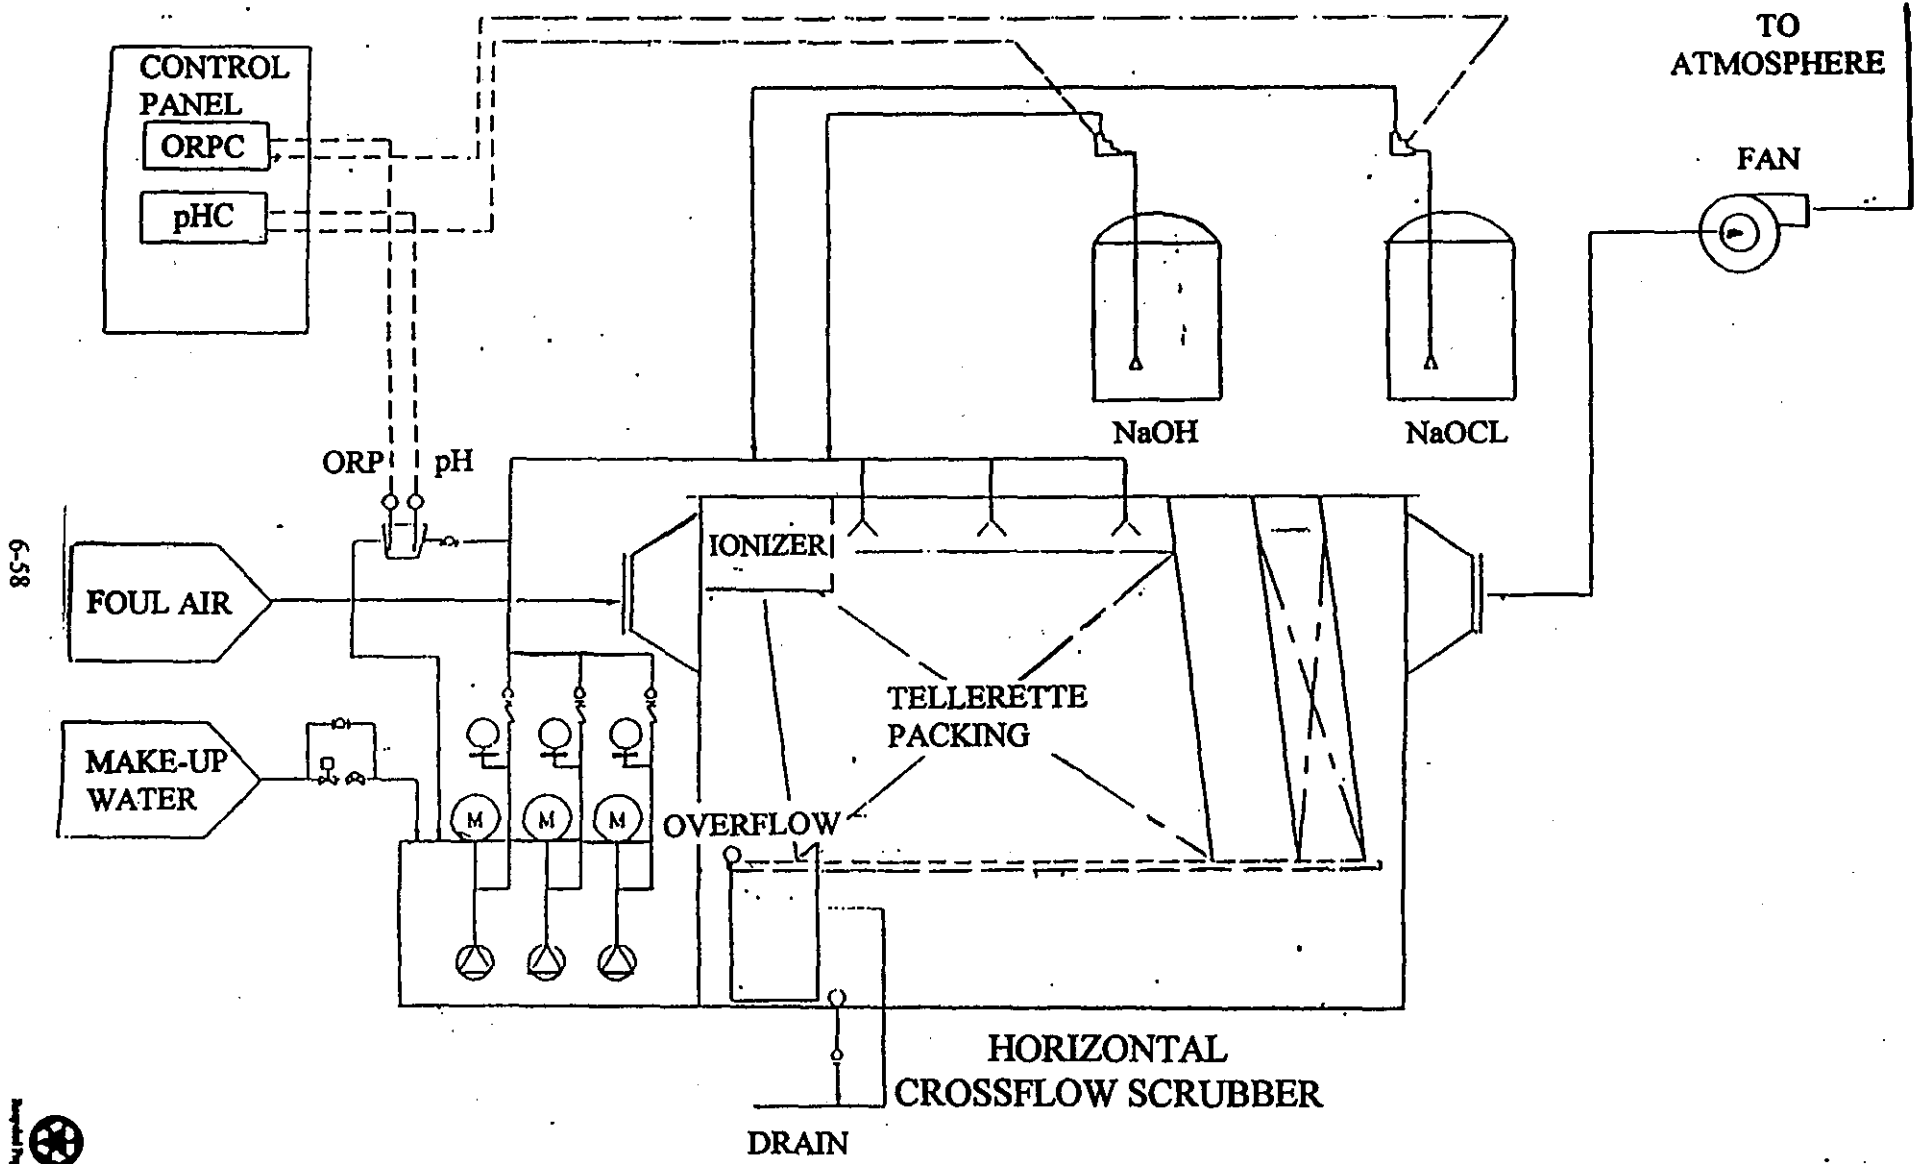 CONTROL
PANEL
ORPC
pHC
TO
ATMOSPHERE
FAN
NaOH
NaOCL
ORP
pH
IONIZER
FOUL AIR
6-58
TELLERETTE
PACKING
MAKE-UP
WATER
M
M
M
OVERFLOW
HORIZONTAL
CROSSFLOW SCRUBBER
DRAIN